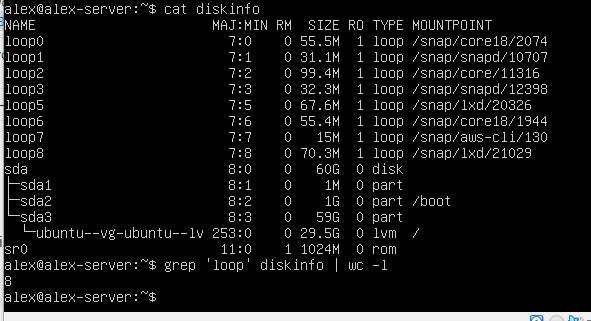 alex@alex-server:~$ cat diskinfo
NAME                      MAJ:MIN RM  SIZE RO TYPE MOUNTPOINT
loop0                       7:0    0 55.5M  1 loop /snap/core18/2074
loop1                       7:1    0 31.1M  1 loop /snap/snapd/10707
loop2                       7:2    0 99.4M  1 loop /snap/core/11316
loop3                       7:3    0 32.3M  1 loop /snap/snapd/12398
loop5                       7:5    0 67.6M  1 loop /snap/lxd/20326
loop6                       7:6    0 55.4M  1 loop /snap/core18/1944
loop7                       7:7    0   15M  1 loop /snap/aws-cli/130
loop8                       7:8    0 70.3M  1 loop /snap/lxd/21029
sda                         8:0    0   60G  0 disk
├─sda1                      8:1    0    1M  0 part
├─sda2                      8:2    0    1G  0 part /boot
└─sda3                      8:3    0   59G  0 part
  └─ubuntu--vg-ubuntu--lv 253:0    0 29.5G  0 lvm  /
sr0                        11:0    1 1024M  0 rom
alex@alex-server:~$ grep 'loop' diskinfo | wc -l
8
alex@alex-server:~$